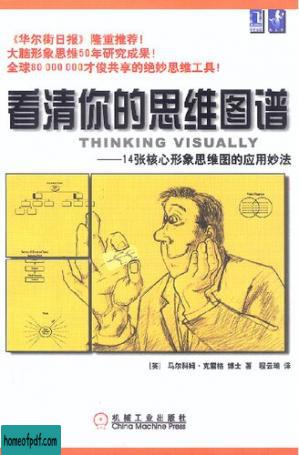 《华尔街日报》隆重推荐！
大脑形象思维50年研究成果！
全球80 000 000才俊共享的绝妙思维工具！
看清你的思维图谱
THINKING VISUALLY
——14张核心形象思维图的应用妙法
[英] 马尔科姆·克雷格 博士 著 程云琦 译
机械工业出版社
China Machine Press
homeofpdf.com